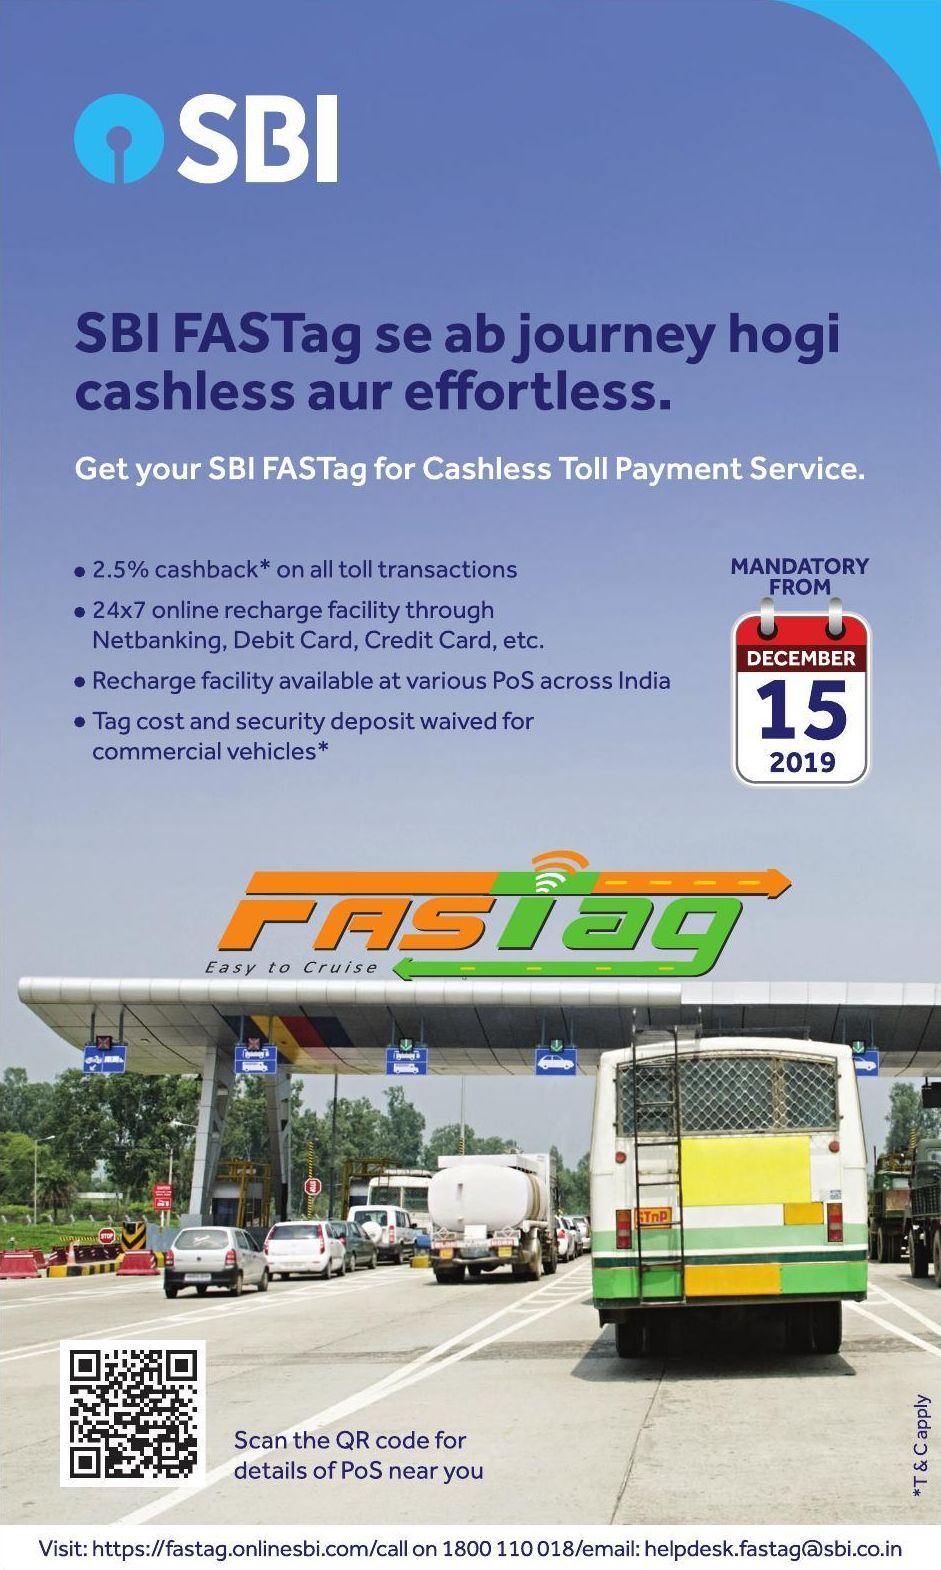 SBI
SBI FASTag se ab journey hogi
cashless aur effortless.
Get your SBI FASTag for Cashless Toll Payment Service.
• 2.5% cashback* on all toll transactions
• 24x7 online recharge facility through
Netbanking, Debit Card, Credit Card, etc.
• Recharge facility available at various PoS across India
• Tag cost and security deposit waived for
commercial vehicles*
MANDATORY
FROM
DECEMBER
15
2019
FASTag
Easy to Cruise
STOP
STnP
Scan the QR code for
details of PoS near you
*T & C apply
Visit: https://fastag.onlinesbi.com/call on 1800 110 018/email: helpdesk.fastag@sbi.co.in